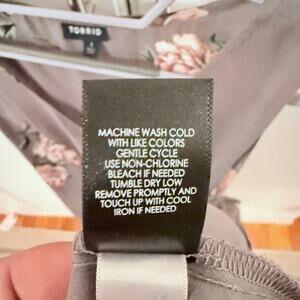 TORRID
MACHINE WASH COLD
WITH LIKE COLORS
GENTLE CYCLE
USE NON-CHLORINE
BLEACH IF NEEDED
TUMBLE DRY LOW
REMOVE PROMPTLY AND
TOUCH UP WITH COOL
IRON IF NEEDED